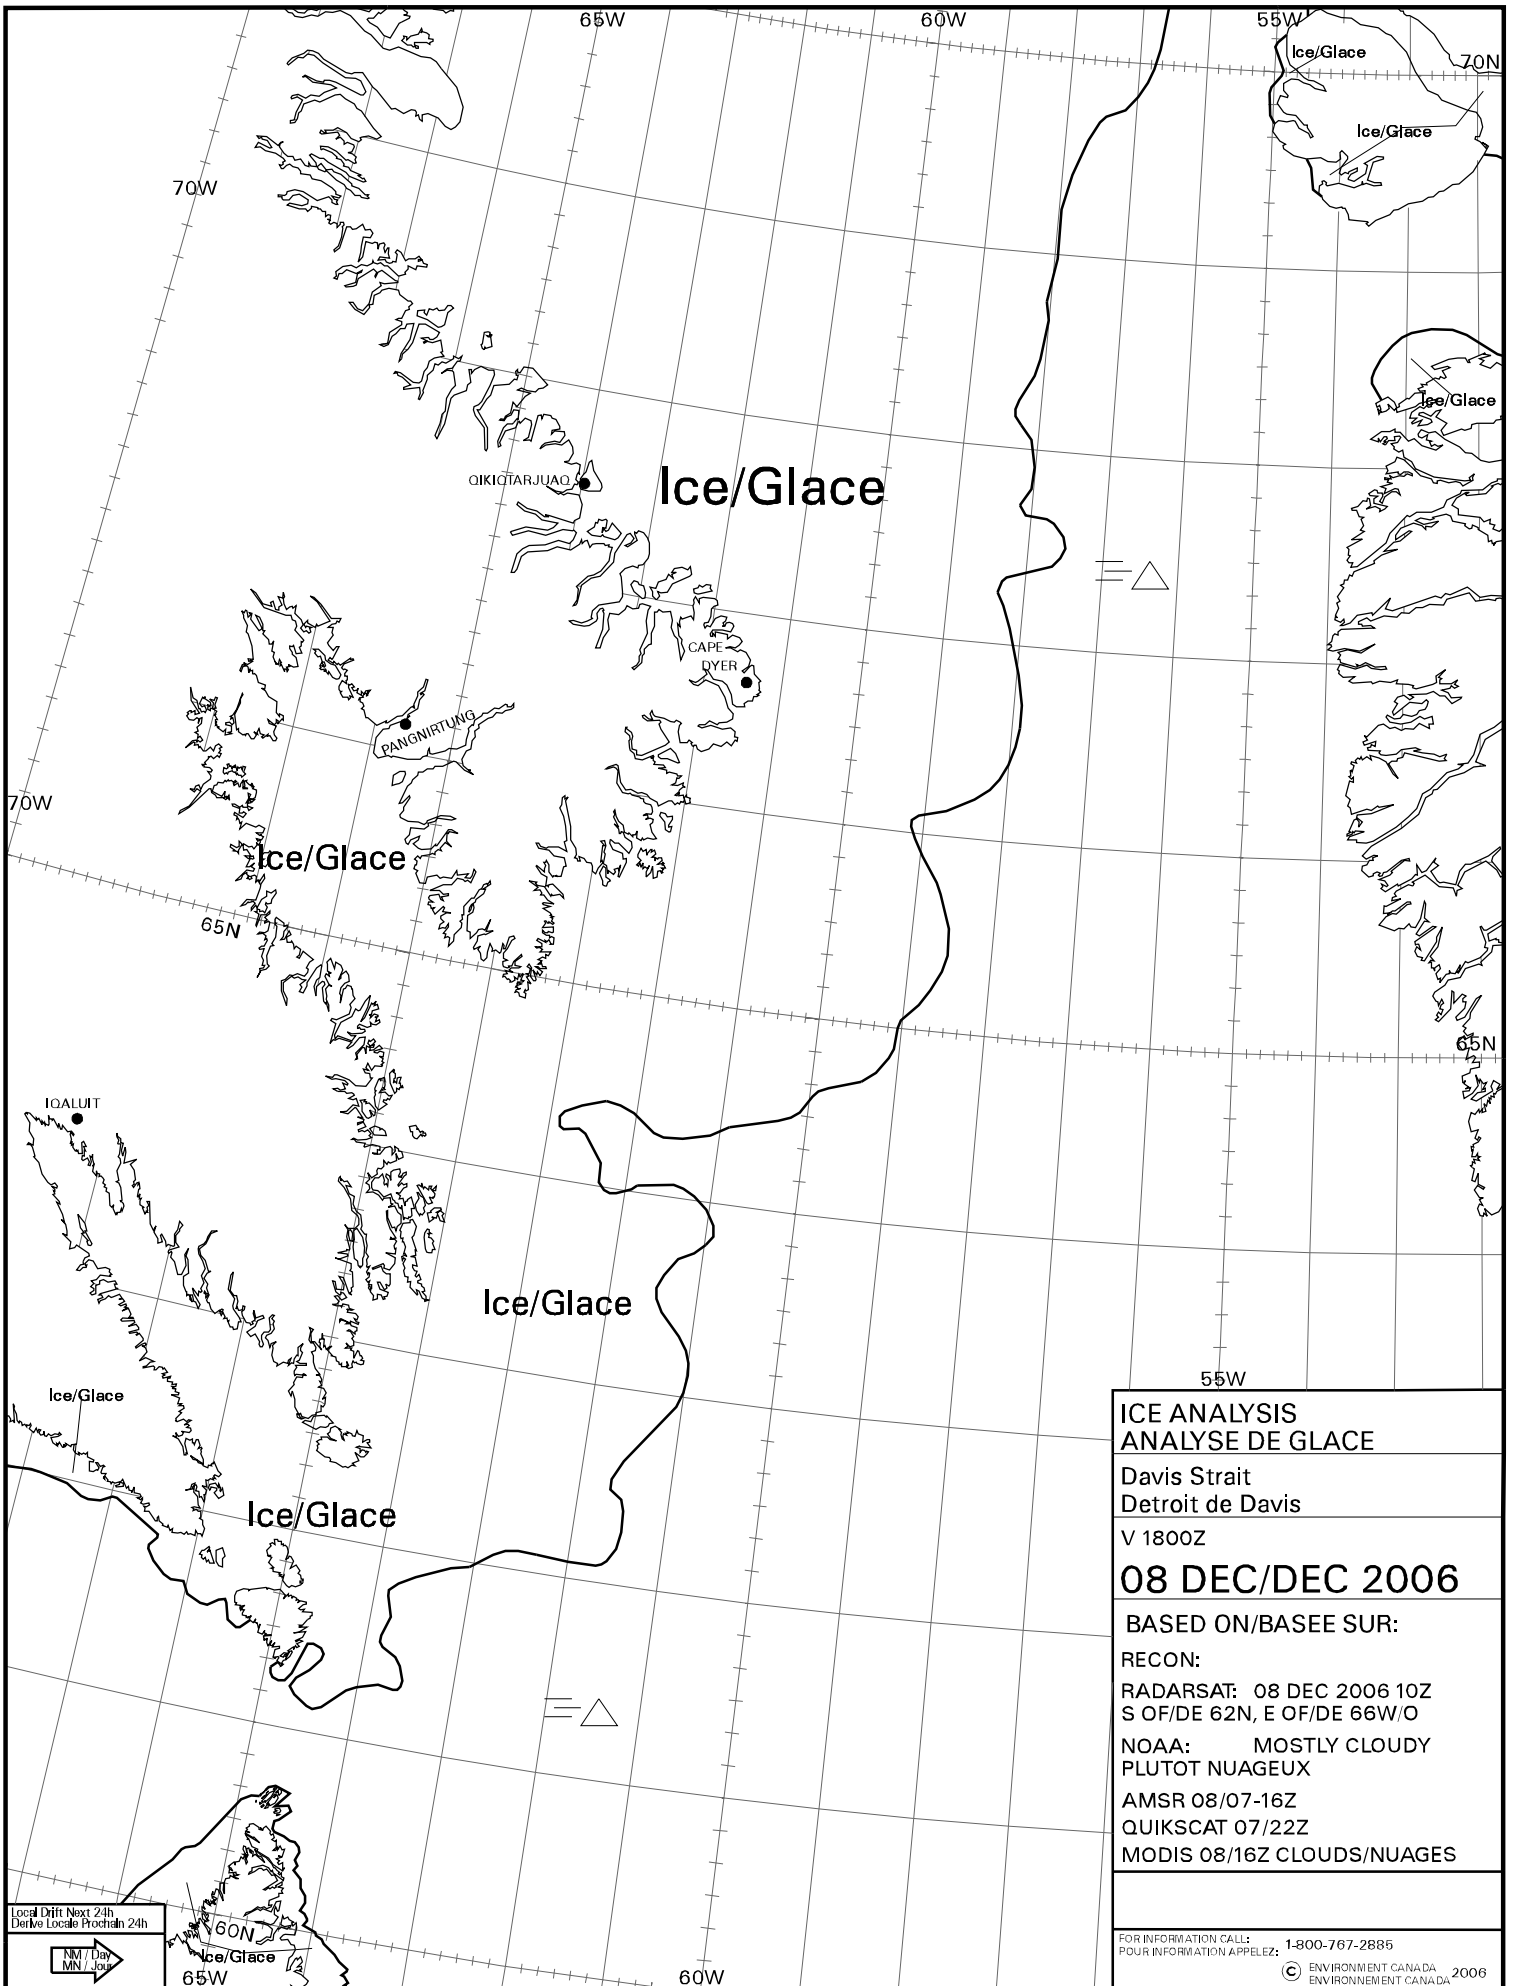 65W
60W
55W
Ice/Glace
70N
Ice/Glace
70W
Ice/Glace
QIKIQTARJUAQ
Ice/Glace
CAPE
DYER
PANGNIRTUNG
70W
Ice/Glace
65N
65N
IQALUIT
Ice/Glace
55W
Ice/Glace
Ice/Glace
ICE ANALYSIS
ANALYSE DE GLACE
Davis Strait
Detroit de Davis
V 1800Z
08 DEC/DEC 2006
BASED ON/BASEE SUR:
RECON:
RADARSAT: 08 DEC 2006 10Z
S OF/DE 62N, E OF/DE 66W/O
NOAA: MOSTLY CLOUDY
PLUTOT NUAGEUX
AMSR 08/07-16Z
QUIKSCAT 07/22Z
MODIS 08/16Z CLOUDS/NUAGES
Local Drift Next 24h
Derive Locale Prochain 24h
NM / Day
MN / Jour
60N
Ice/Glace
65W
60W
FOR INFORMATION CALL:
POUR INFORMATION APPELEZ: 1-800-767-2885
© ENVIRONMENT CANADA
ENVIRONNEMENT CANADA 2006